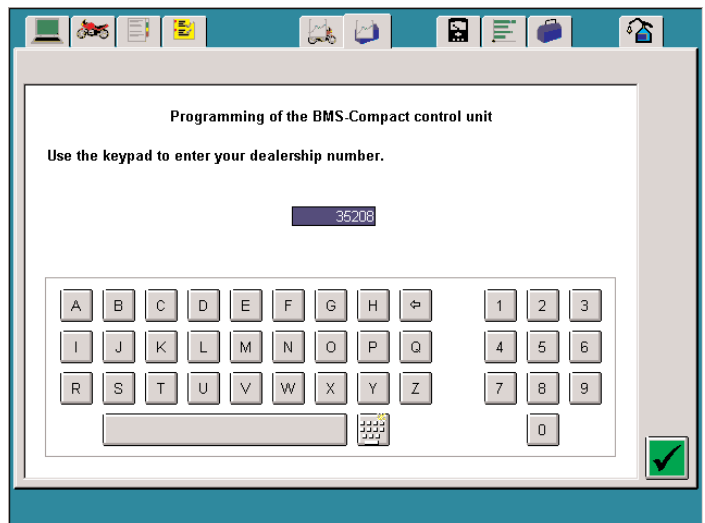 Programming of the BMS-Compact control unit
Use the keypad to enter your dealership number.
35208
A B C D E F G H 1 2 3
I J K L M N O P Q 4 5 6
R S T U V W X Y Z 7 8 9
0